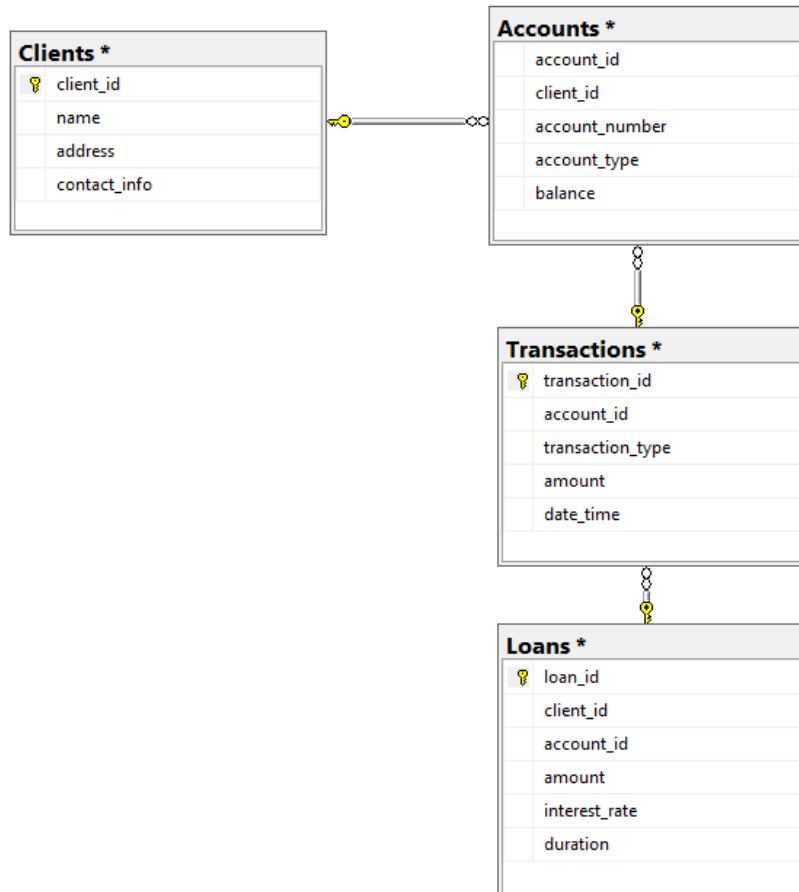 Clients *
client_id
name
address
contact_info
Accounts *
account_id
client_id
account_number
account_type
balance
Transactions *
transaction_id
account_id
transaction_type
amount
date_time
Loans *
loan_id
client_id
account_id
amount
interest_rate
duration